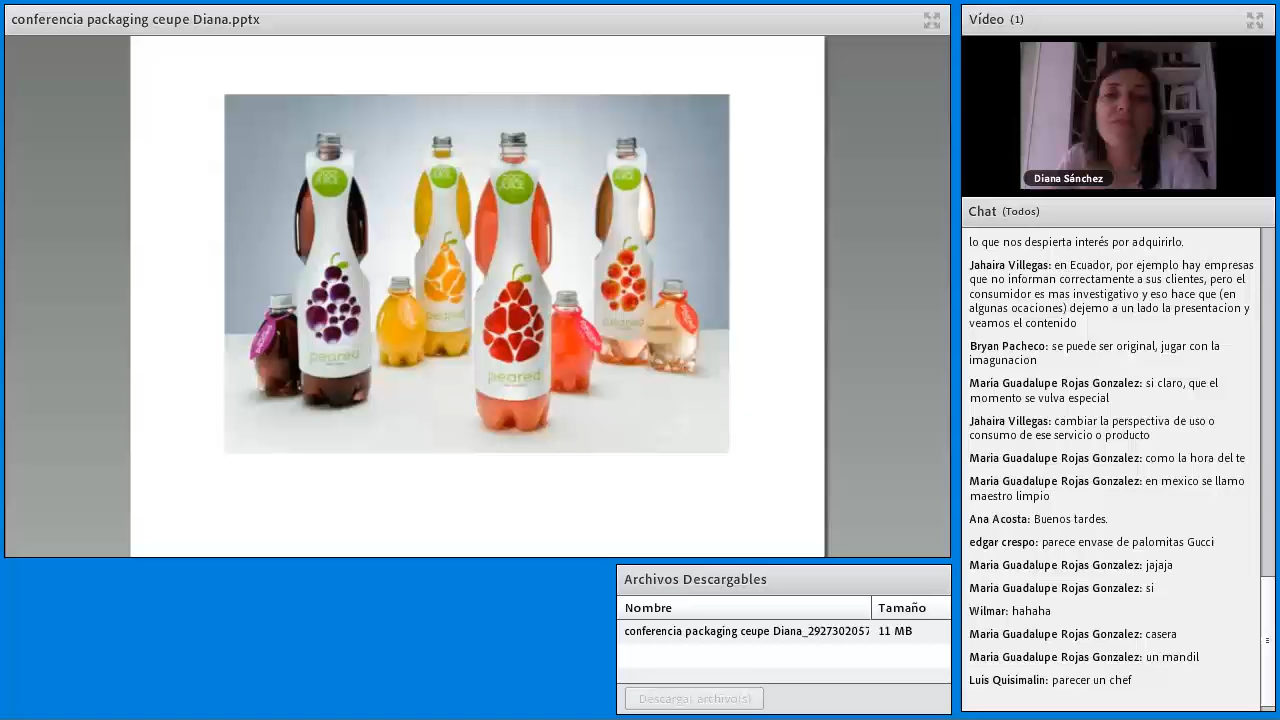 conferencia packaging ceupe Diana.pptx
peared
peared
peared
Archivos Descargables
Nombre
Tamaño
conferencia packaging ceupe Diana_2927302057
11 MB
Descargar archivo(s)
Vídeo (1)
Diana Sánchez
Chat (Todos)
lo que nos despierta interés por adquirirlo.
Jahaira Villegas: en Ecuador, por ejemplo hay empresas
que no informan correctamente a sus clientes, pero el
consumidor es mas investigativo y eso hace que (en
algunas ocaciones) dejemo a un lado la presentacion y
veamos el contenido
Bryan Pacheco: se puede ser original, jugar con la
imagunacion
Maria Guadalupe Rojas Gonzalez: si claro, que el
momento se vulva especial
Jahaira Villegas: cambiar la perspectiva de uso o
consumo de ese servicio o producto
Maria Guadalupe Rojas Gonzalez: como la hora del te
Maria Guadalupe Rojas Gonzalez: en mexico se llamo
maestro limpio
Ana Acosta: Buenos tardes.
edgar crespo: parece envase de palomitas Gucci
Maria Guadalupe Rojas Gonzalez: jajaja
Maria Guadalupe Rojas Gonzalez: si
Wilmar: hahaha
Maria Guadalupe Rojas Gonzalez: casera
Maria Guadalupe Rojas Gonzalez: un mandil
Luis Quisimalin: parecer un chef